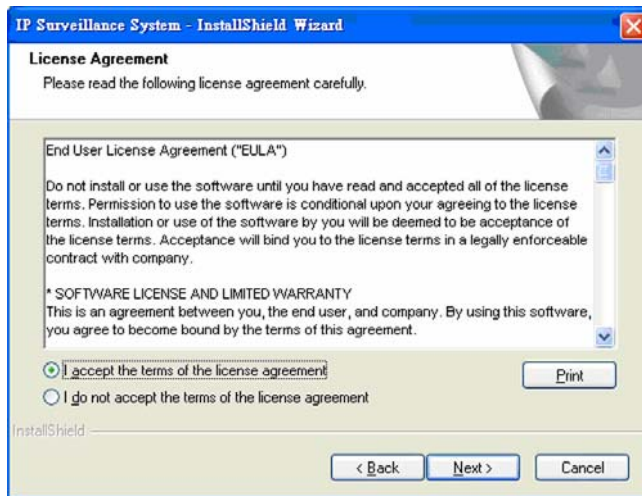 IP Surveillance System - InstallShield Wizard
License Agreement
Please read the following license agreement carefully.
End User License Agreement ("EULA")
Do not install or use the software until you have read and accepted all of the license
terms. Permission to use the software is conditional upon your agreeing to the license
terms. Installation or use of the software by you will be deemed to be acceptance of
the license terms. Acceptance will bind you to the license terms in a legally enforceable
contract with company.
* SOFTWARE LICENSE AND LIMITED WARRANTY
This is an agreement between you, the end user, and company. By using this software,
you agree to become bound by the terms of this agreement.
I accept the terms of the license agreement
Print
I do not accept the terms of the license agreement
InstallShield
< Back
Next >
Cancel